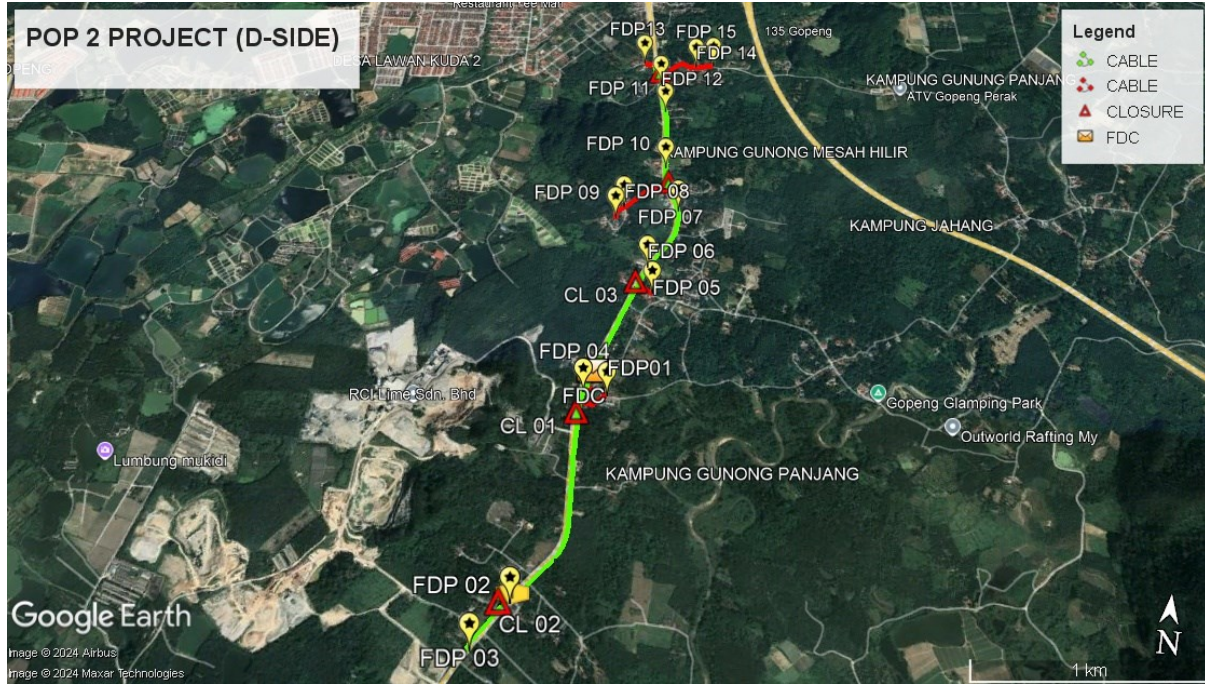 Restaurant Yee Mar
POP 2 PROJECT (D-SIDE)
OPENG
DESA LAWAN KUDA 2
FDP13
FDP 15
FDP 14
135 Gopeng
Legend
CABLE
CABLE
CLOSURE
FDC
FDP 12
FDP 11
KAMPUNG GUNUNG PANJANG
ATV Gopeng Perak
FDP 10
KAMPUNG GUNONG MESAH HILIR
FDP 09
FDP 08
FDP 07
KAMPUNG JAHANG
FDP 06
FDP 05
CL 03
FDP 04
FDP01
FDC
RCI Lime Sdn. Bhd
CL 01
Gopeng Glamping Park
Outworld Rafting My
Lumbung mukidi
KAMPUNG GUNONG PANJANG
FDP 02
CL 02
FDP 03
Google Earth
Image © 2024 Airbus
Image © 2024 Maxar Technologies
N
1 km